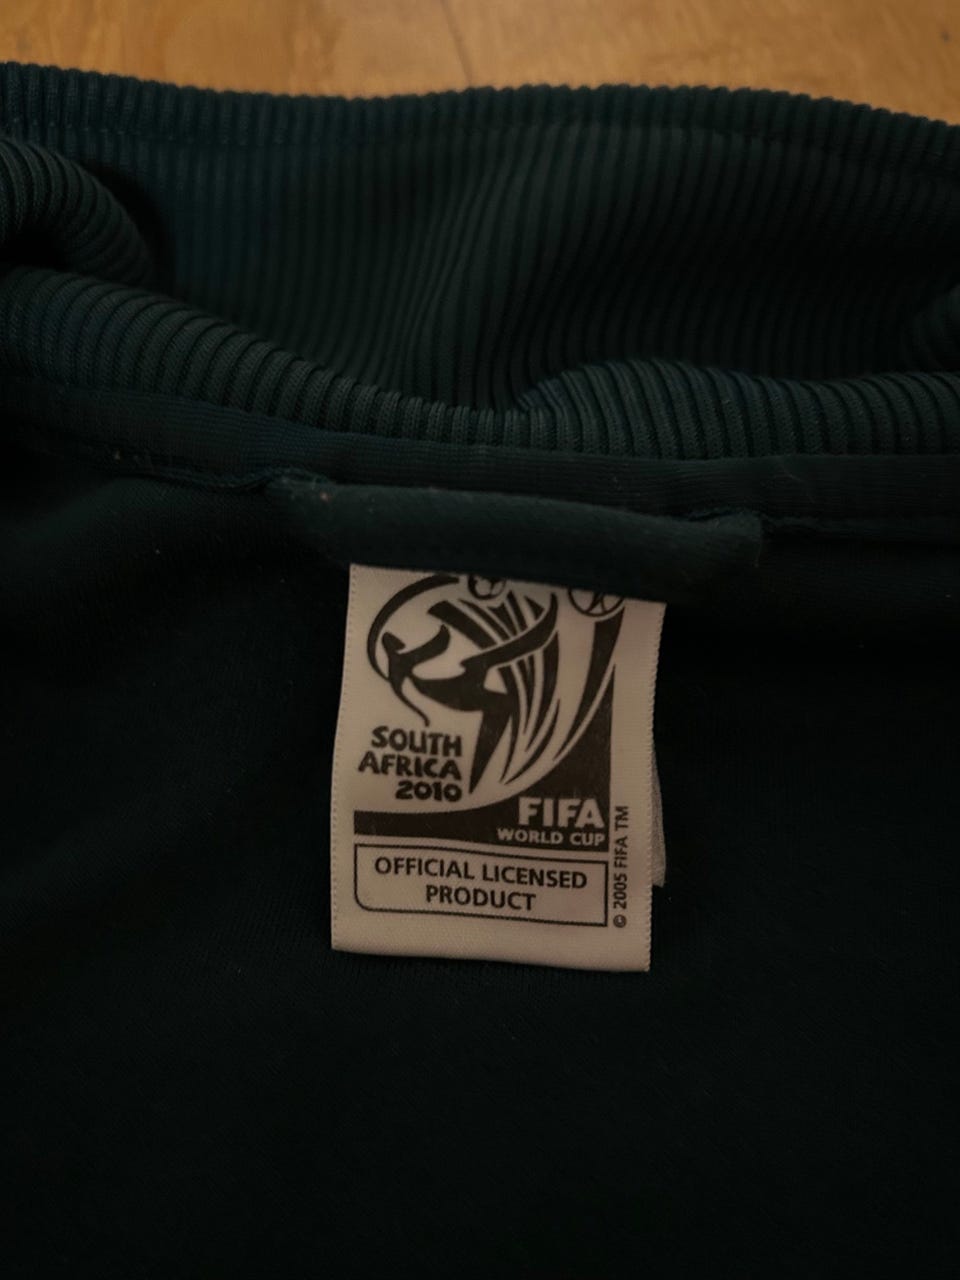 SOUTH
AFRICA
2010
FIFA
WORLD CUP
OFFICIAL LICENSED
PRODUCT
© 2005 FIFA TM